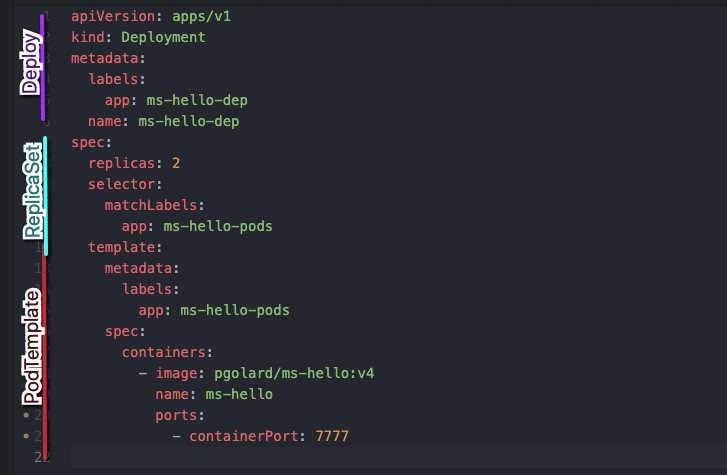 Deploy
ReplicaSet
PodTemplate
apiVersion: apps/v1
kind: Deployment
metadata:
  labels:
    app: ms-hello-dep
  name: ms-hello-dep
spec:
  replicas: 2
  selector:
    matchLabels:
      app: ms-hello-pods
  template:
    metadata:
      labels:
        app: ms-hello-pods
    spec:
      containers:
        - image: pgolard/ms-hello:v4
          name: ms-hello
          ports:
            - containerPort: 7777